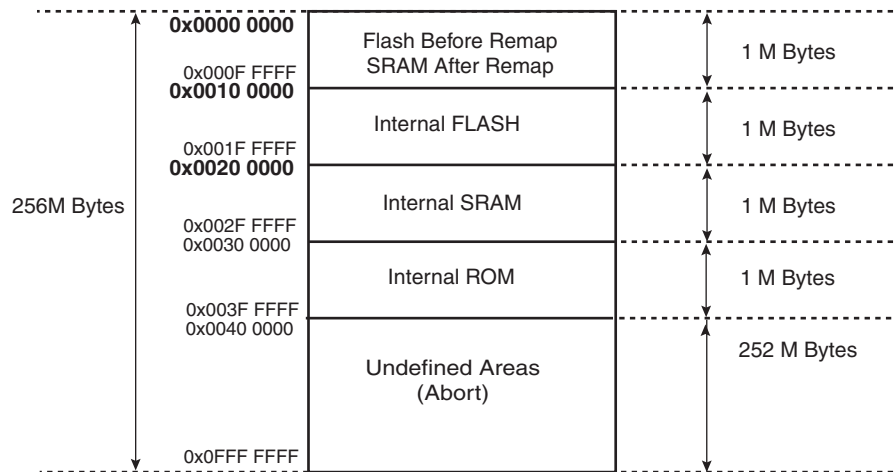 0x0000 0000
Flash Before Remap
SRAM After Remap
1 M Bytes
0x000F FFFF
0x0010 0000
Internal FLASH
1 M Bytes
0x001F FFFF
0x0020 0000
256M Bytes
Internal SRAM
1 M Bytes
0x002F FFFF
0x0030 0000
Internal ROM
1 M Bytes
0x003F FFFF
0x0040 0000
252 M Bytes
Undefined Areas
(Abort)
0x0FFF FFFF